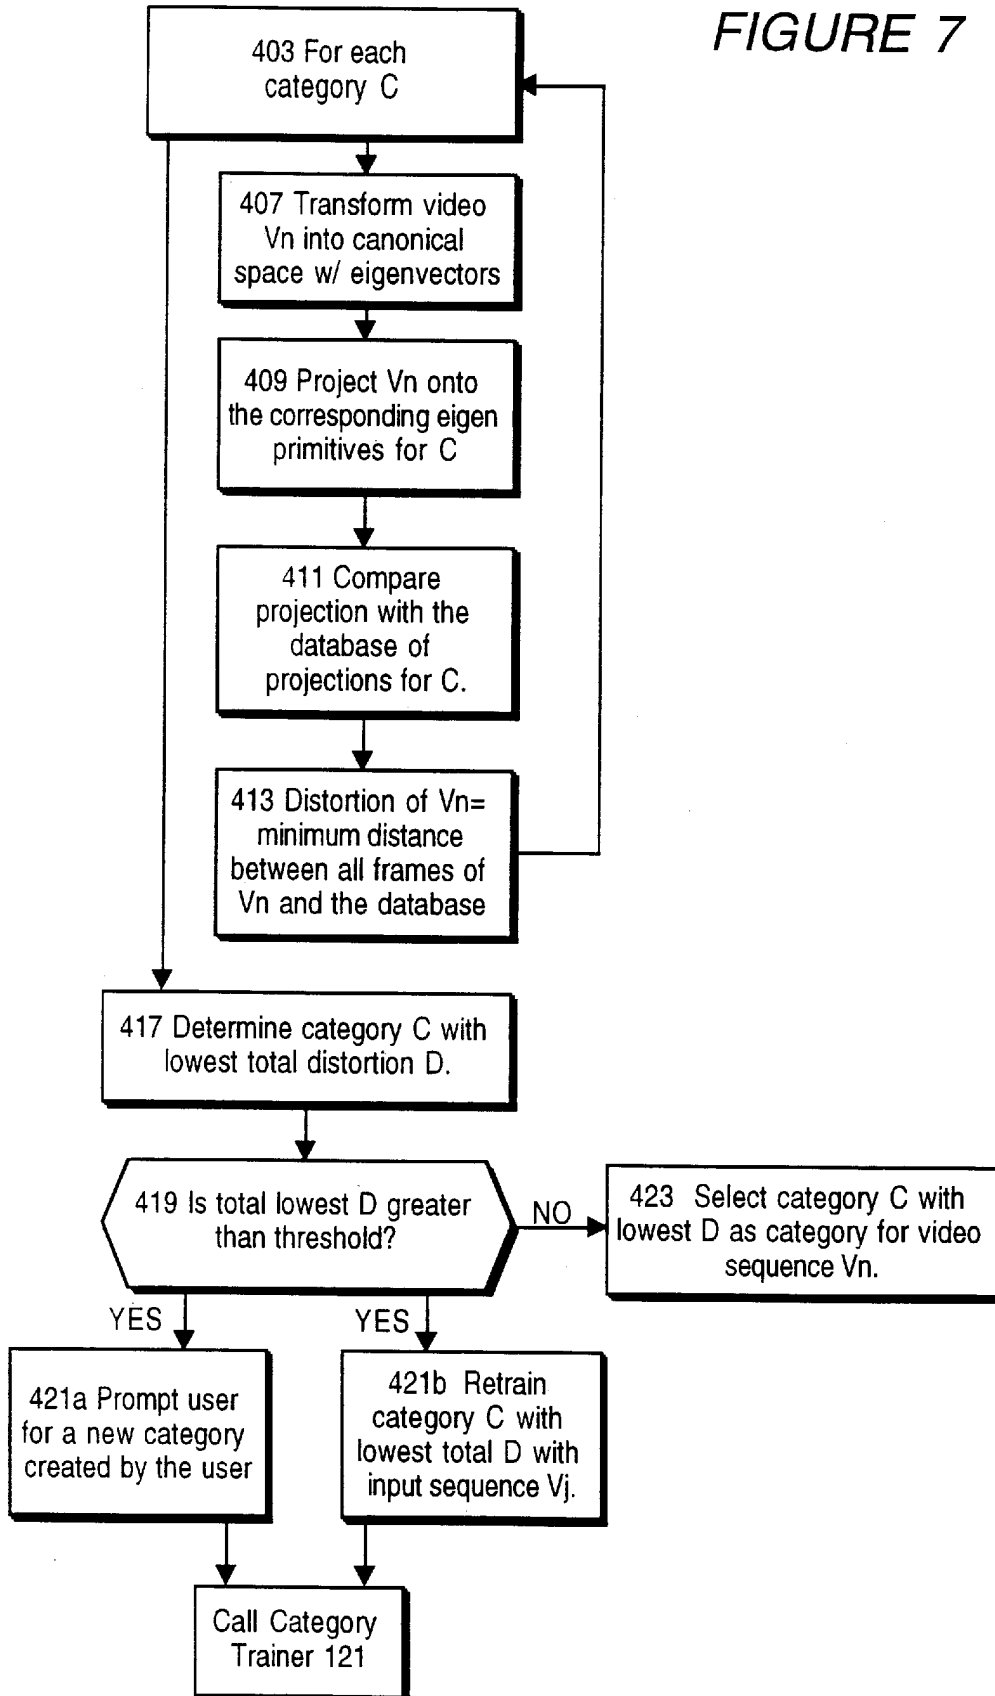 FIGURE 7
403 For each
category C
407 Transform video
Vn into canonical
space w/ eigenvectors
409 Project Vn onto
the corresponding eigen
primitives for C
411 Compare
projection with the
database of
projections for C.
413 Distortion of Vn=
minimum distance
between all frames of
Vn and the database
417 Determine category C with
lowest total distortion D.
419 Is total lowest D greater
than threshold?
NO
423 Select category C with
lowest D as category for video
sequence Vn.
YES
YES
421a Prompt user
for a new category
created by the user
421b Retrain
category C with
lowest total D with
input sequence Vj.
Call Category
Trainer 121